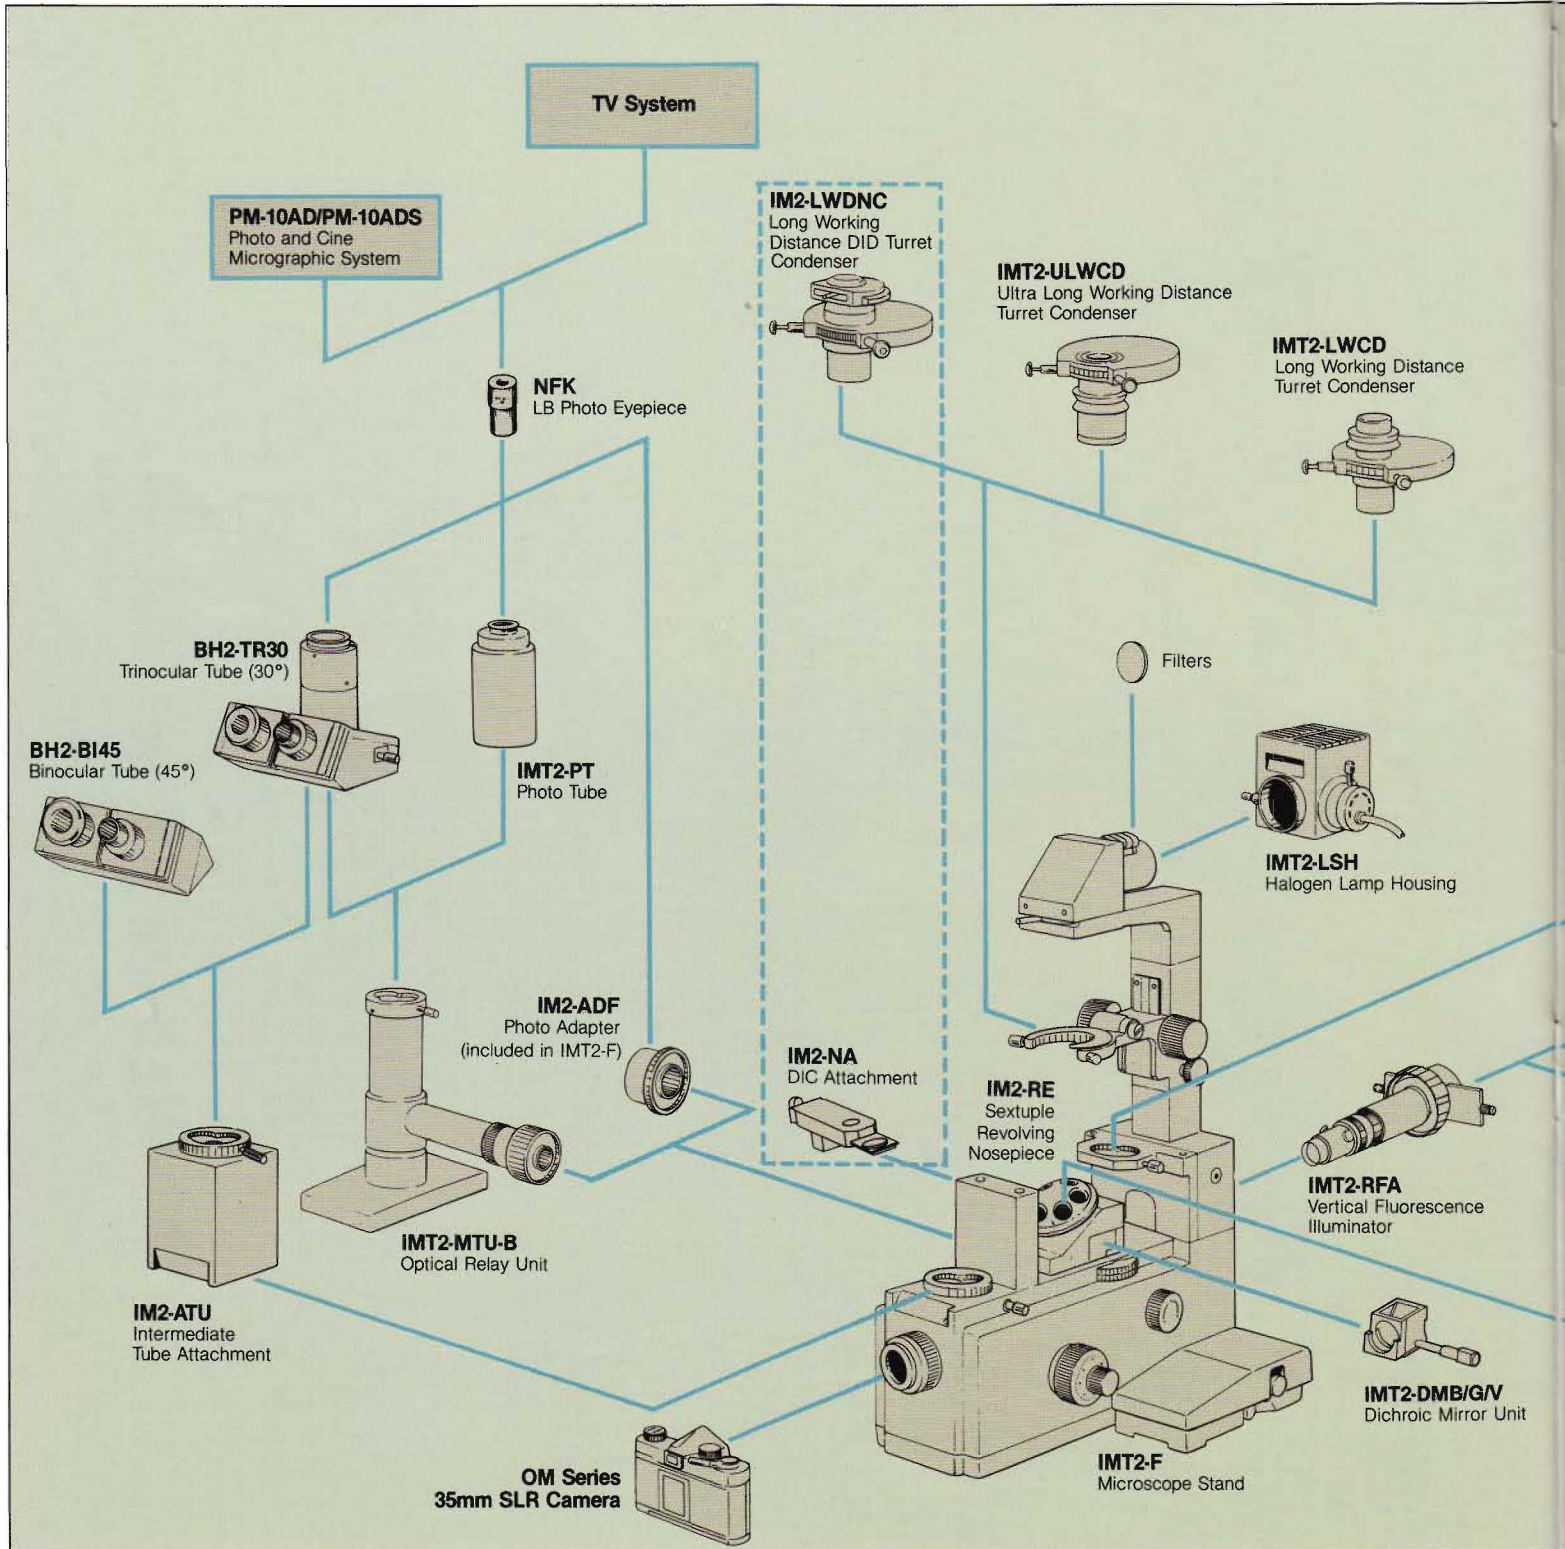 TV System
PM-10AD/PM-10ADS
Photo and Cine
Micrographic System
IM2-LWDNC
Long Working
Distance DID Turret
Condenser
IMT2-ULWCD
Ultra Long Working Distance
Turret Condenser
IMT2-LWCD
Long Working Distance
Turret Condenser
NFK
LB Photo Eyepiece
BH2-TR30
Trinocular Tube (30°)
Filters
BH2-BI45
Binocular Tube (45°)
IMT2-PT
Photo Tube
IMT2-LSH
Halogen Lamp Housing
IM2-ADF
Photo Adapter
(included in IMT2-F)
IM2-NA
DIC Attachment
IM2-RE
Sextuple
Revolving
Nosepiece
IMT2-RFA
Vertical Fluorescence
Illuminator
IMT2-MTU-B
Optical Relay Unit
IM2-ATU
Intermediate
Tube Attachment
IMT2-DMB/G/V
Dichroic Mirror Unit
IMT2-F
Microscope Stand
OM Series
35mm SLR Camera